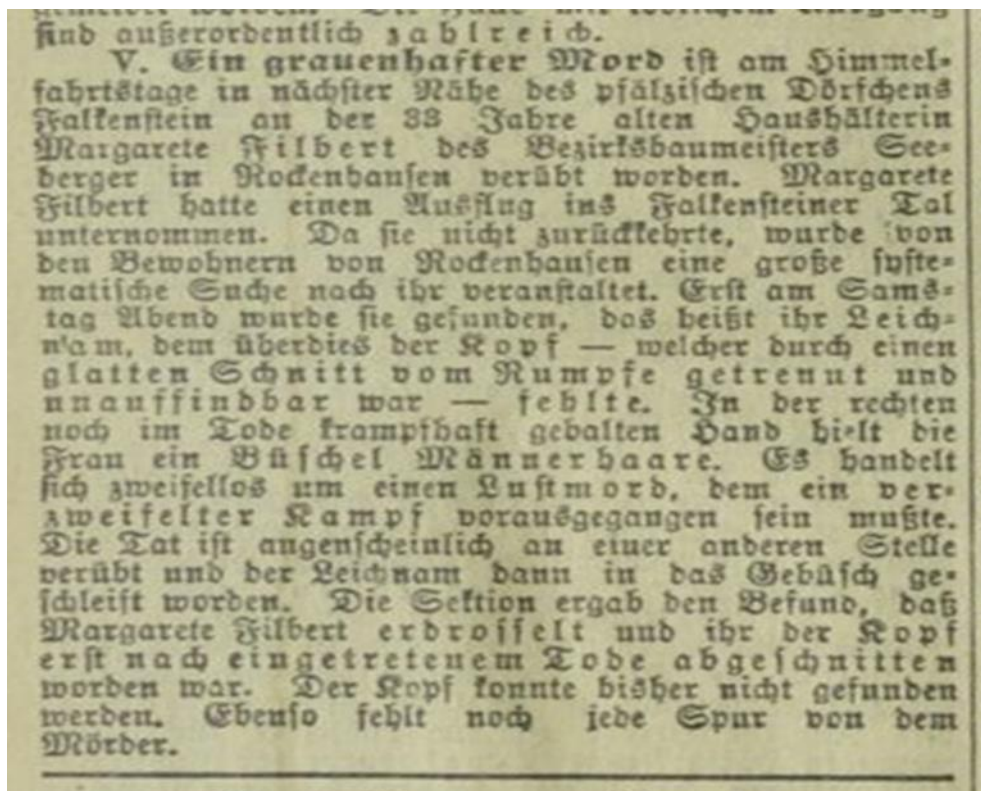 sind außerordentlich zahlreich.
V. Ein grauenhafter Mord ist am Himmel-
fahrtstage in nächster Nähe des pfälzischen Dörfchens
Falkenstein an der 33 Jahre alten Haushälterin
Margarete Filbert des Bezirksbaumeisters See-
berger in Rockenhausen verübt worden. Margarete
Filbert hatte einen Ausflug ins Falkensteiner Tal
unternommen. Da sie nicht zurückkehrte, wurde von
den Bewohnern von Rockenhausen eine große syste-
matische Suche nach ihr veranstaltet. Erst am Sams-
tag Abend wurde sie gefunden, das heißt ihr Leich-
nam, dem überdies der Kopf — welcher durch einen
glatten Schnitt vom Rumpfe getrennt und
unauffindbar war — fehlte. In der rechten
noch im Tode krampfhaft geballten Hand hielt die
Frau ein Büschel Männerhaare. Es handelt
sich zweifellos um einen Lustmord, dem ein ver-
zweifelter Kampf vorausgegangen sein mußte.
Die Tat ist augenscheinlich an einer anderen Stelle
verübt und der Leichnam dann in das Gebüsch ge-
schleift worden. Die Sektion ergab den Befund, daß
Margarete Filbert erdrosselt und ihr der Kopf
erst nach eingetretenem Tode abgeschnitten
worden war. Der Kopf konnte bisher nicht gefunden
werden. Ebenso fehlt noch jede Spur von dem
Mörder.